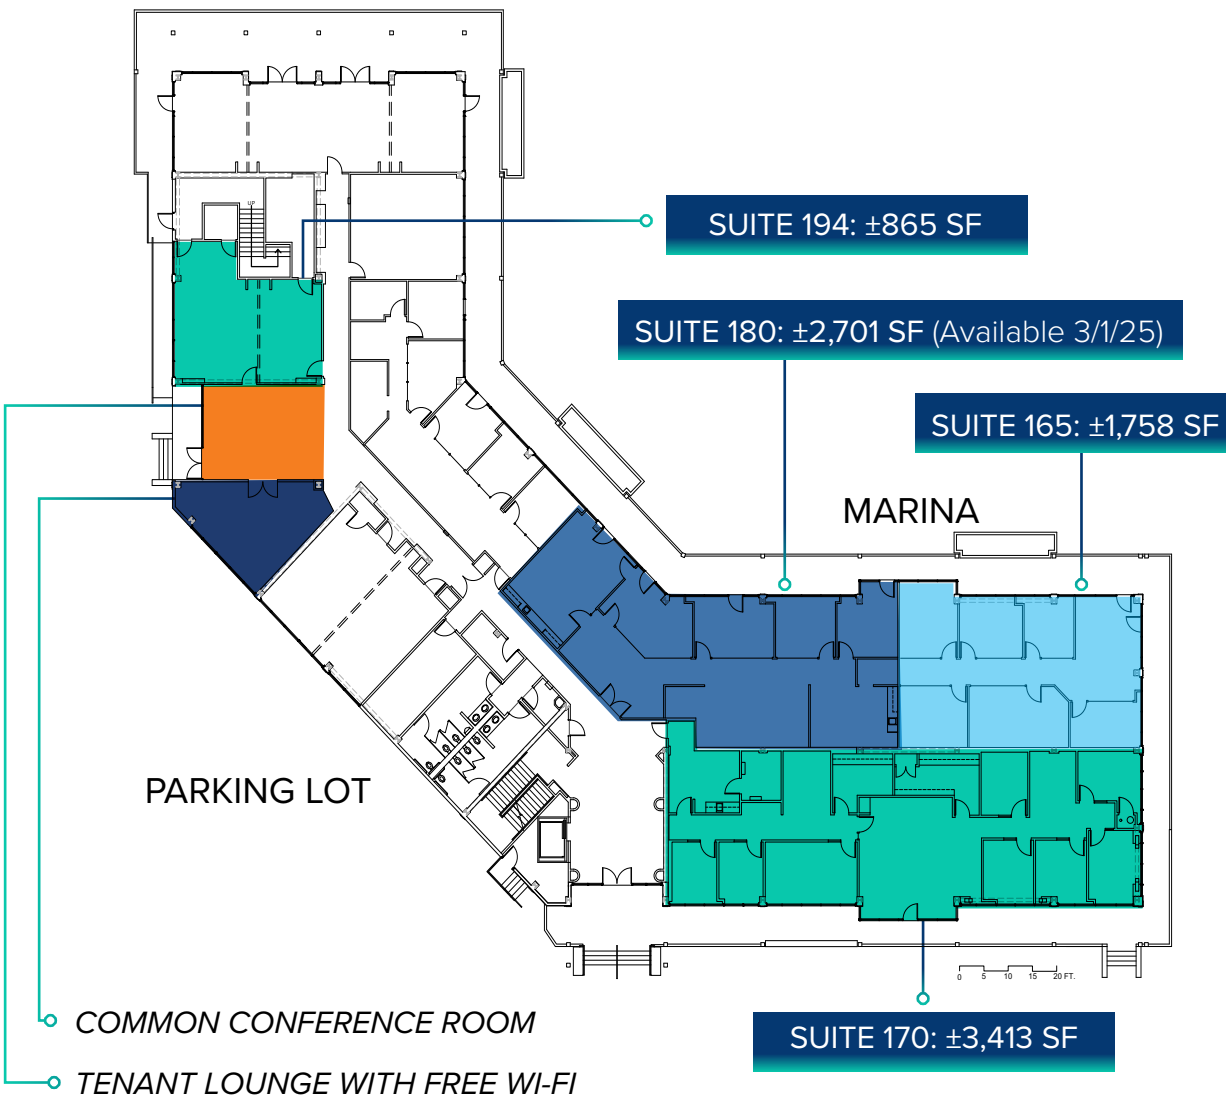 UP
SUITE 194: ±865 SF
SUITE 180: ±2,701 SF (Available 3/1/25)
SUITE 165: ±1,758 SF
MARINA
PARKING LOT
0 5 10 15 20 FT.
SUITE 170: ±3,413 SF
COMMON CONFERENCE ROOM
TENANT LOUNGE WITH FREE WI-FI